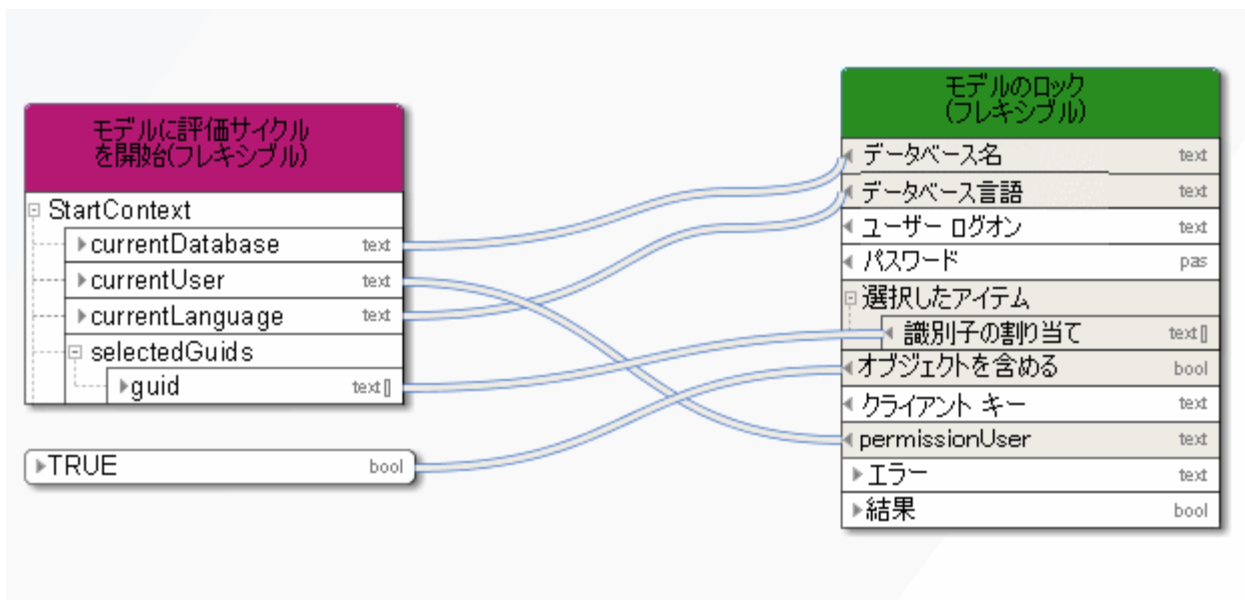 モデルに評価サイクル
を開始(フレキシブル)
StartContext
currentDatabase text
currentUser text
currentLanguage text
selectedGuids
guid text[]
TRUE bool
モデルのロック
(フレキシブル)
データベース名 text
データベース言語 text
ユーザー ログオン text
パスワード pas
選択したアイテム
識別子の割り当て text[]
オブジェクトを含める bool
クライアント キー text
permissionUser text
エラー text
結果 bool